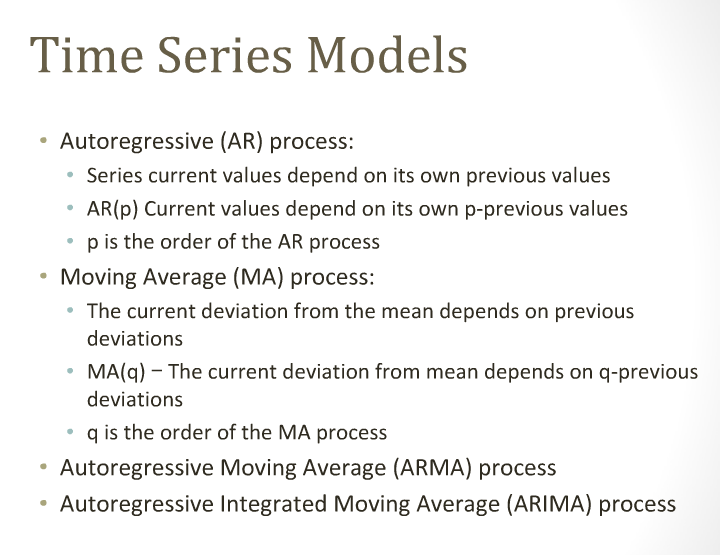 Time Series Models
• Autoregressive (AR) process:
• Series current values depend on its own previous values
• AR(p) Current values depend on its own p-previous values
• p is the order of the AR process
• Moving Average (MA) process:
• The current deviation from the mean depends on previous
deviations
• MA(q) – The current deviation from mean depends on q-previous
deviations
• q is the order of the MA process
• Autoregressive Moving Average (ARMA) process
• Autoregressive Integrated Moving Average (ARIMA) process